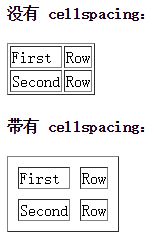 没有 cellspacing:
First Row
Second Row
带有 cellspacing:
First Row
Second Row